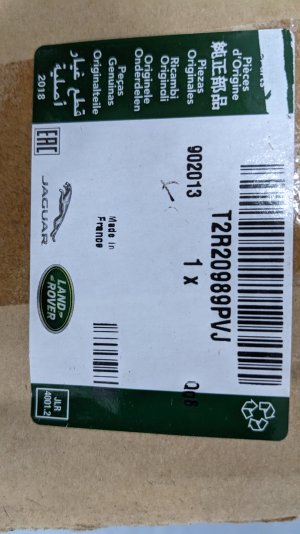 Pièces
d'Origine
純正部品
Piezas
Originales
Ricambi
Originali
Originele
Onderdelen
Peças
Genuínas
Originalteile
قطع غيار
أصلية
2018
EAC
JAGUAR
LAND
ROVER
902013
T2R20989PVJ
1 x
Made in
France
JLR
4001.2